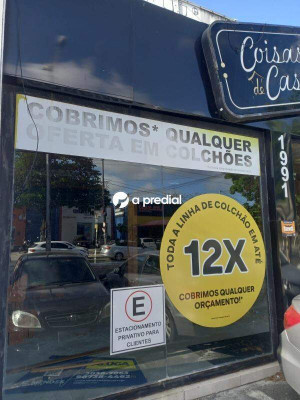 Coisas
de
Cas
COBRIMOS* QUALQUER
OFERTA EM COLCHÕES
1991
a predial
TODA A LINHA DE COLCHÃO EM ATÉ
12X
COBRIMOS QUALQUER
ORÇAMENTO!*
E
ESTACIONAMENTO
PRIVATIVO PARA
CLIENTES